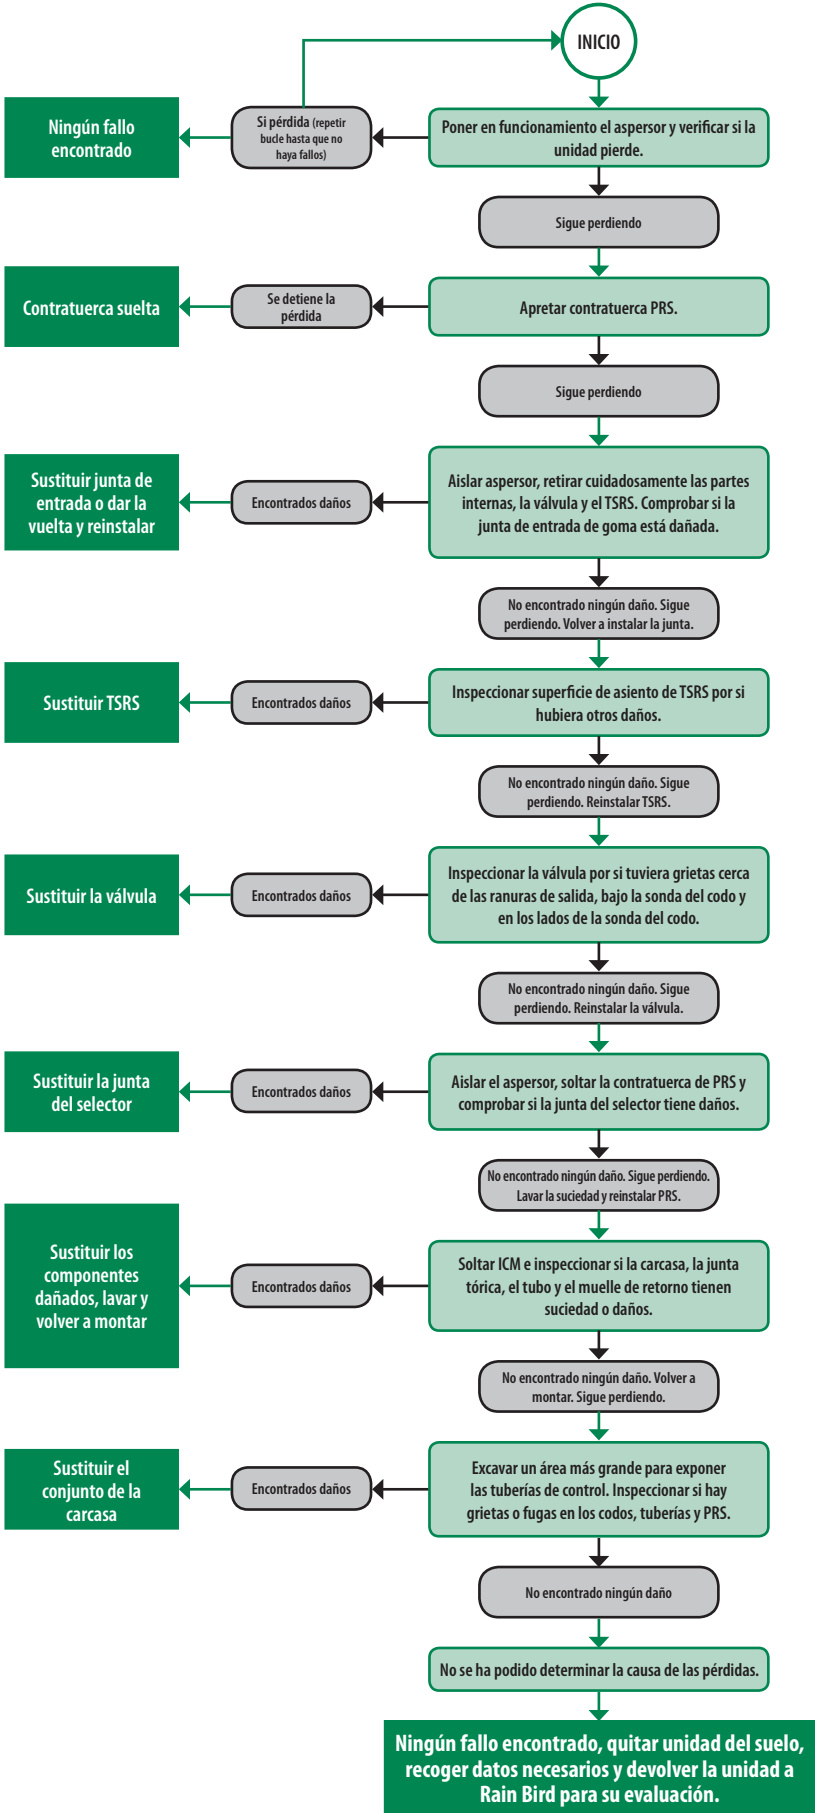 INICIO
Ningún fallo
encontrado
Si pérdida (repetir
bucle hasta que no
haya fallos)
Poner en funcionamiento el aspersor y verificar si la
unidad pierde.
Sigue perdiendo
Contratuerca suelta
Se detiene la
pérdida
Apretar contratuerca PRS.
Sigue perdiendo
Sustituir junta de
entrada o dar la
vuelta y reinstalar
Encontrados daños
Aislar aspersor, retirar cuidadosamente las partes
internas, la válvula y el TSRS. Comprobar si la
junta de entrada de goma está dañada.
No encontrado ningún daño. Sigue
perdiendo. Volver a instalar la junta.
Sustituir TSRS
Encontrados daños
Inspeccionar superficie de asiento de TSRS por si
hubiera otros daños.
No encontrado ningún daño. Sigue
perdiendo. Reinstalar TSRS.
Sustituir la válvula
Encontrados daños
Inspeccionar la válvula por si tuviera grietas cerca
de las ranuras de salida, bajo la sonda del codo y
en los lados de la sonda del codo.
No encontrado ningún daño. Sigue
perdiendo. Reinstalar la válvula.
Sustituir la junta
del selector
Encontrados daños
Aislar el aspersor, soltar la contratuerca de PRS y
comprobar si la junta del selector tiene daños.
No encontrado ningún daño. Sigue perdiendo.
Lavar la suciedad y reinstalar PRS.
Sustituir los
componentes
dañados, lavar y
volver a montar
Encontrados daños
Soltar ICM e inspeccionar si la carcasa, la junta
tórica, el tubo y el muelle de retorno tienen
suciedad o daños.
No encontrado ningún daño. Volver a
montar. Sigue perdiendo.
Sustituir el
conjunto de la
carcasa
Encontrados daños
Excavar un área más grande para exponer
las tuberías de control. Inspeccionar si hay
grietas o fugas en los codos, tuberías y PRS.
No encontrado ningún daño
No se ha podido determinar la causa de las pérdidas.
Ningún fallo encontrado, quitar unidad del suelo,
recoger datos necesarios y devolver la unidad a
Rain Bird para su evaluación.